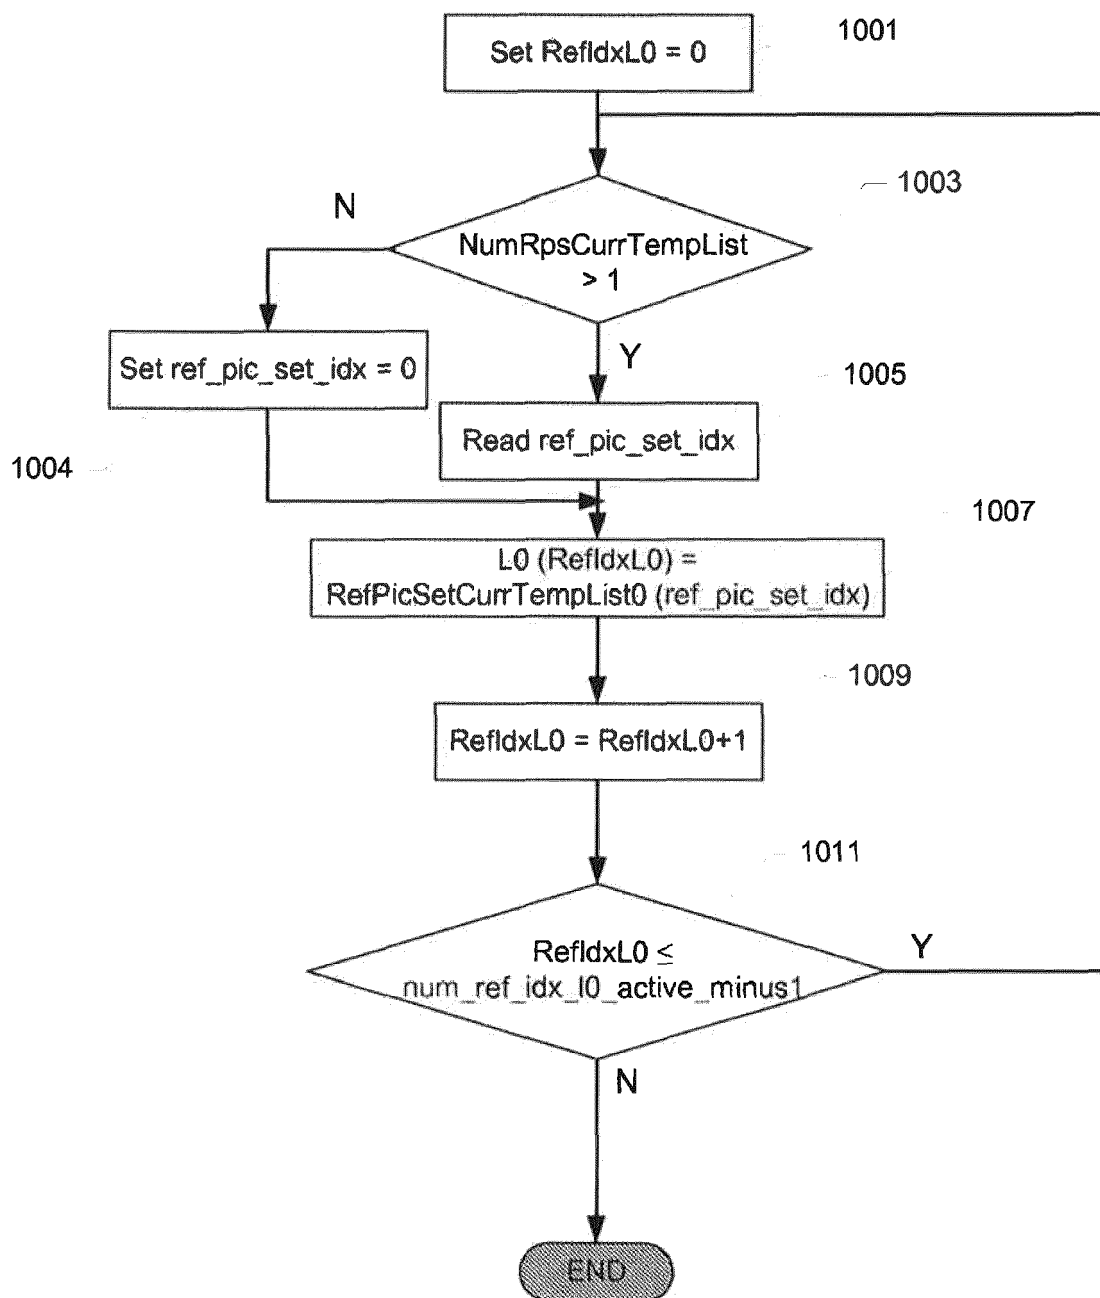 Set RefIdxL0 = 0
1001
1003
N
NumRpsCurrTempList
> 1
Set ref_pic_set_idx = 0
Y
1005
Read ref_pic_set_idx
1004
1007
L0 (RefIdxL0) =
RefPicSetCurrTempList0 (ref_pic_set_idx)
1009
RefIdxL0 = RefIdxL0+1
1011
RefIdxL0 ≤
num_ref_idx_l0_active_minus1
Y
N
END